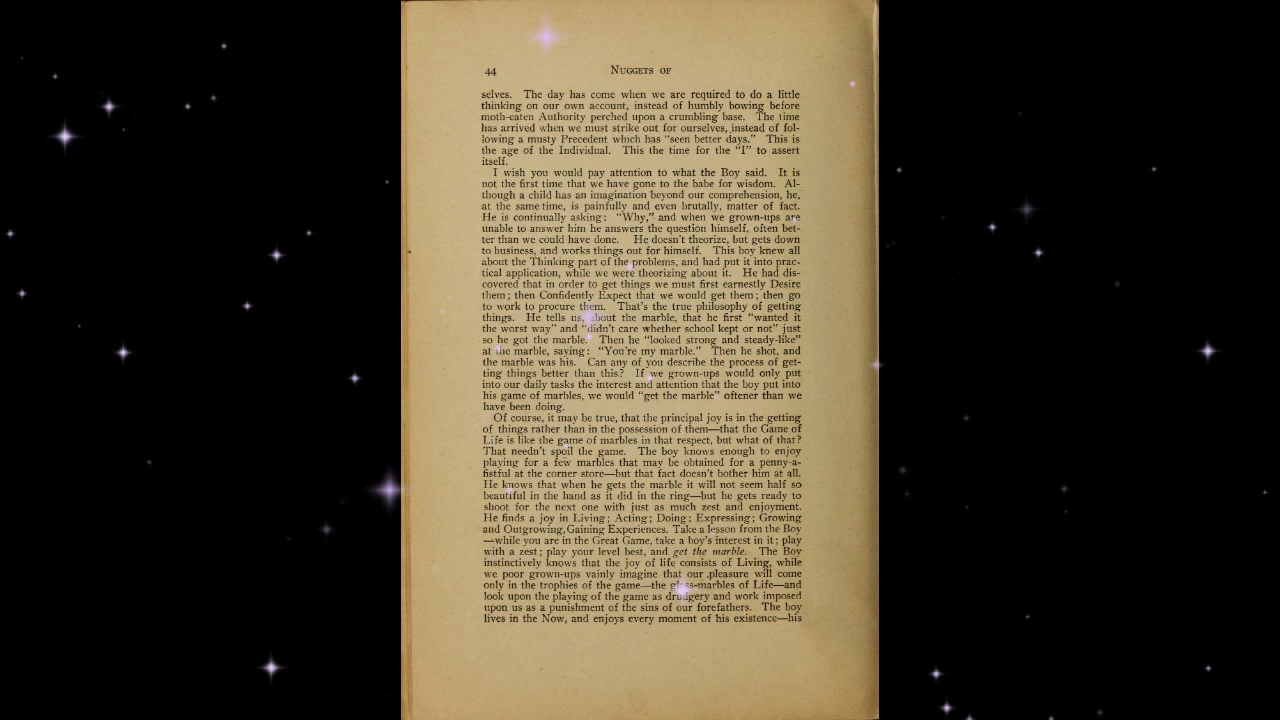 44 NUGGETS OF
selves. The day has come when we are required to do a little
thinking on our own account, instead of humbly bowing before
moth-eaten Authority perched upon a crumbling base. The time
has arrived when we must strike out for ourselves, instead of fol-
lowing a musty Precedent which has "seen better days." This is
the age of the Individual. This the time for the "I" to assert
itself.
I wish you would pay attention to what the Boy said. It is
not the first time that we have gone to the babe for wisdom. Al-
though a child has an imagination beyond our comprehension, he,
at the same time, is painfully and even brutally, matter of fact.
He is continually asking: "Why," and when we grown-ups are
unable to answer him he answers the question himself, often bet-
ter than we could have done. He doesn't theorize, but gets down
to business, and works things out for himself. This boy knew all
about the Thinking part of the problems, and had put it into prac-
tical application, while we were theorizing about it. He had dis-
covered that in order to get things we must first earnestly Desire
them; then Confidently Expect that we would get them; then go
to work to procure them. That's the true philosophy of getting
things. He tells us, about the marble, that he first "wanted it
the worst way" and "didn't care whether school kept or not" just
so he got the marble. Then he "looked strong and steady-like"
at the marble, saying: "You're my marble." Then he shot, and
the marble was his. Can any of you describe the process of get-
ting things better than this? If we grown-ups would only put
into our daily tasks the interest and attention that the boy put into
his game of marbles, we would "get the marble" oftener than we
have been doing.
Of course, it may be true, that the principal joy is in the getting
of things rather than in the possession of them—that the Game of
Life is like the game of marbles in that respect, but what of that?
That needn't spoil the game. The boy knows enough to enjoy
playing for a few marbles that may be obtained for a penny-a-
fistful at the corner store—but that fact doesn't bother him at all.
He knows that when he gets the marble it will not seem half so
beautiful in the hand as it did in the ring—but he gets ready to
shoot for the next one with just as much zest and enjoyment.
He finds a joy in Living; Acting; Doing; Expressing; Growing
and Outgrowing, Gaining Experiences. Take a lesson from the Boy
—while you are in the Great Game, take a boy's interest in it; play
with a zest; play your level best, and get the marble. The Boy
instinctively knows that the joy of life consists of Living, while
we poor grown-ups vainly imagine that our pleasure will come
only in the trophies of the game—the glass-marbles of Life—and
look upon the playing of the game as drudgery and work imposed
upon us as a punishment of the sins of our forefathers. The boy
lives in the Now, and enjoys every moment of his existence—his